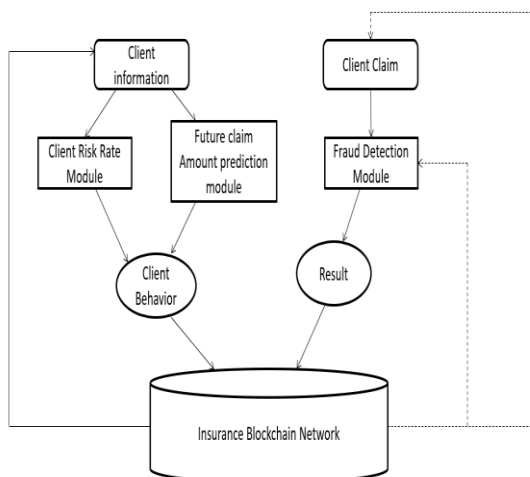 Client
information
Client Claim
Client Risk Rate
Module
Future claim
Amount prediction
module
Fraud Detection
Module
Client
Behavior
Result
Insurance Blockchain Network